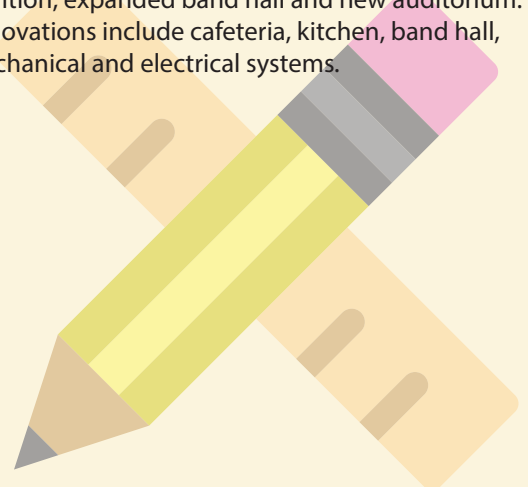 ition, expanded band hall and new auditorium.
ovations include cafeteria, kitchen, band hall,
chanical and electrical systems.